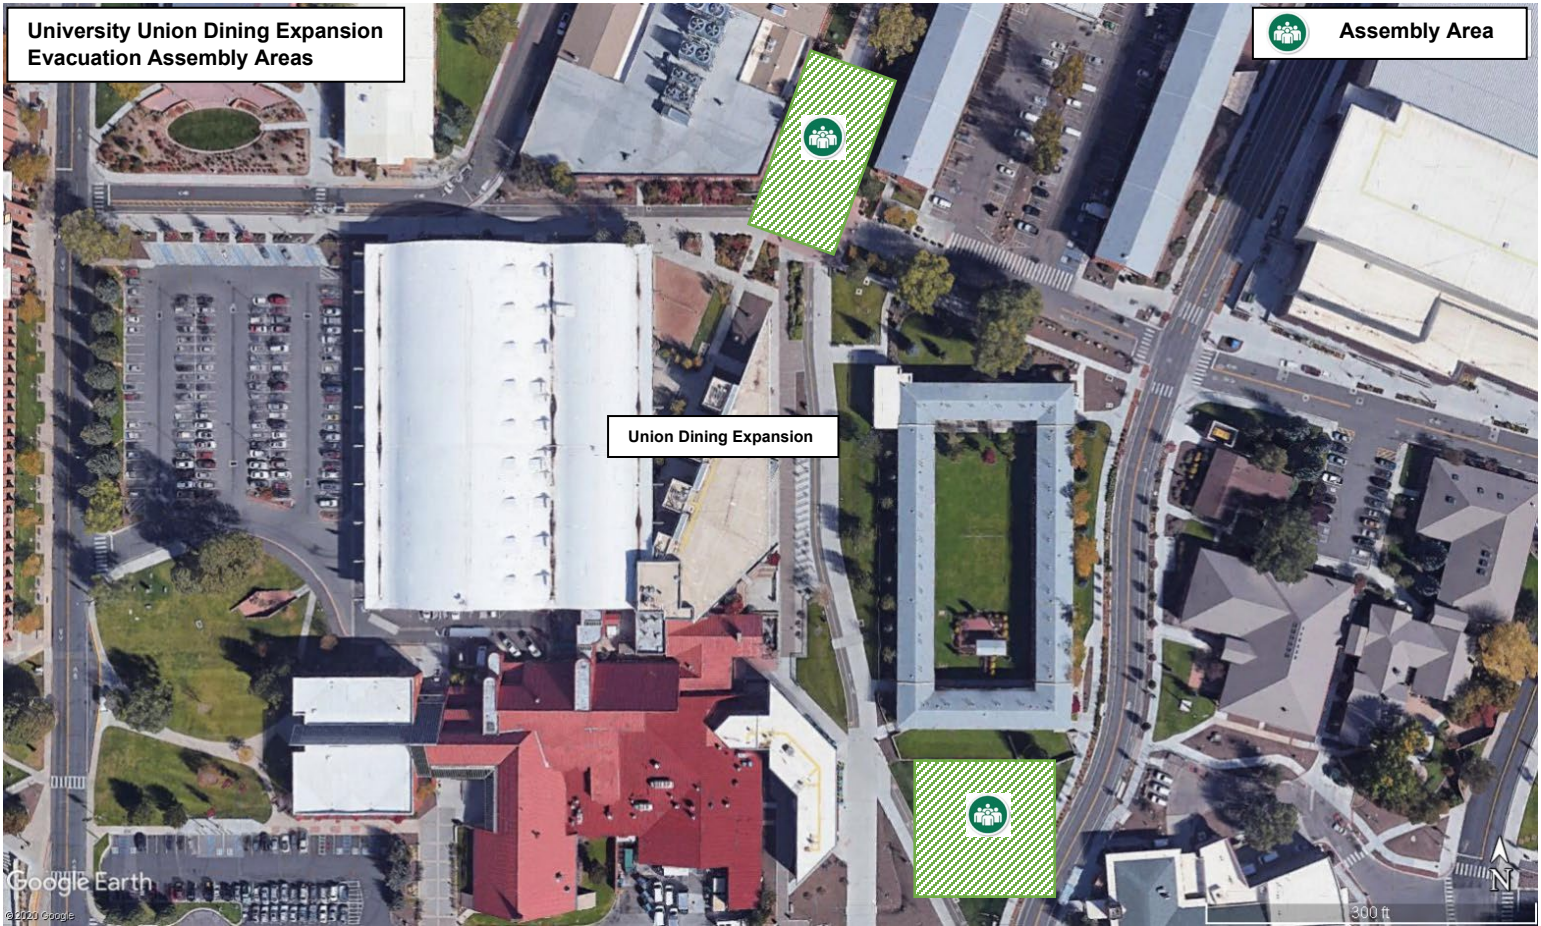 University Union Dining Expansion
Evacuation Assembly Areas
Assembly Area
Union Dining Expansion
Google Earth
©2020 Google
N
300 ft